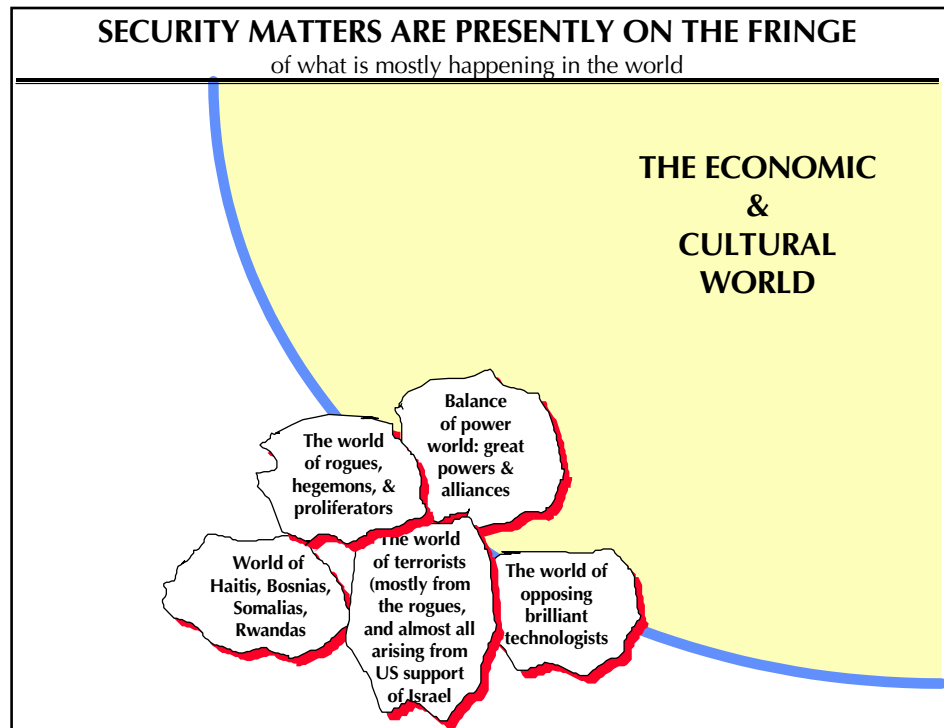 SECURITY MATTERS ARE PRESENTLY ON THE FRINGE
of what is mostly happening in the world
THE ECONOMIC
&
CULTURAL
WORLD
Balance
of power
world: great
powers &
alliances
The world
of rogues,
hegemons, &
proliferators
World of
Haitis, Bosnias,
Somalias,
Rwandas
The world
of terrorists
(mostly from
the rogues,
and almost all
arising from
US support
of Israel
The world of
opposing
brilliant
technologists